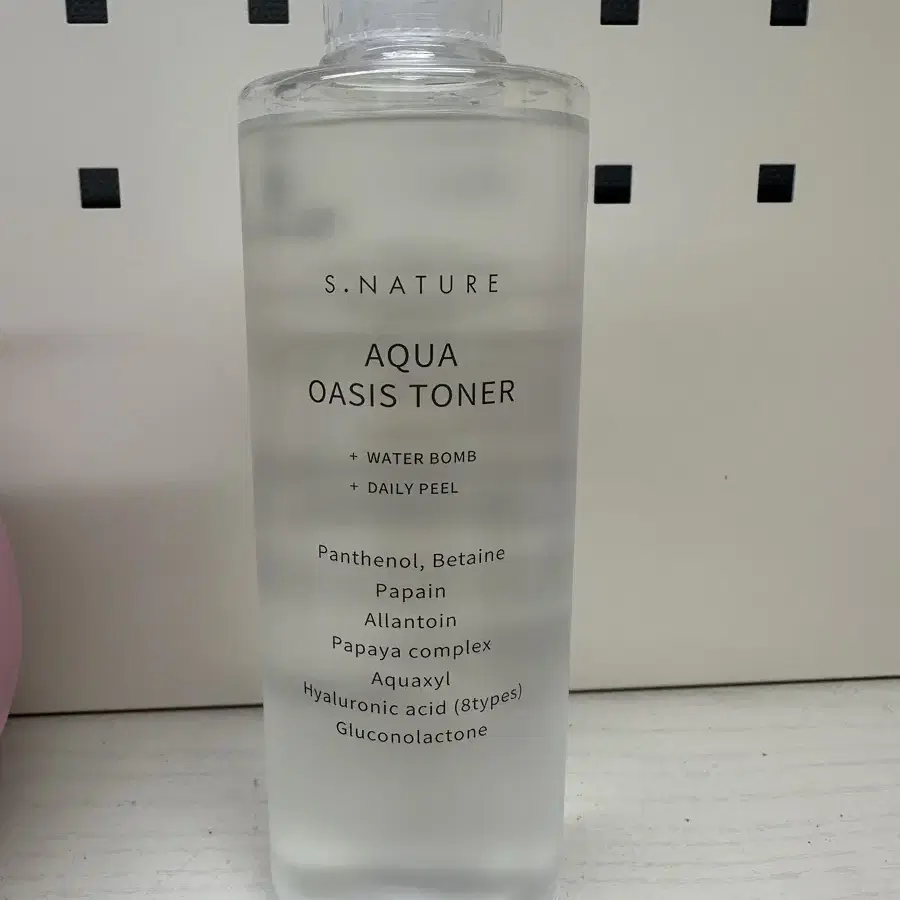 S.NATURE
AQUA
OASIS TONER
+ WATER BOMB
+ DAILY PEEL
Panthenol, Betaine
Papain
Allantoin
Papaya complex
Aquaxyl
Hyaluronic acid (8types)
Gluconolactone